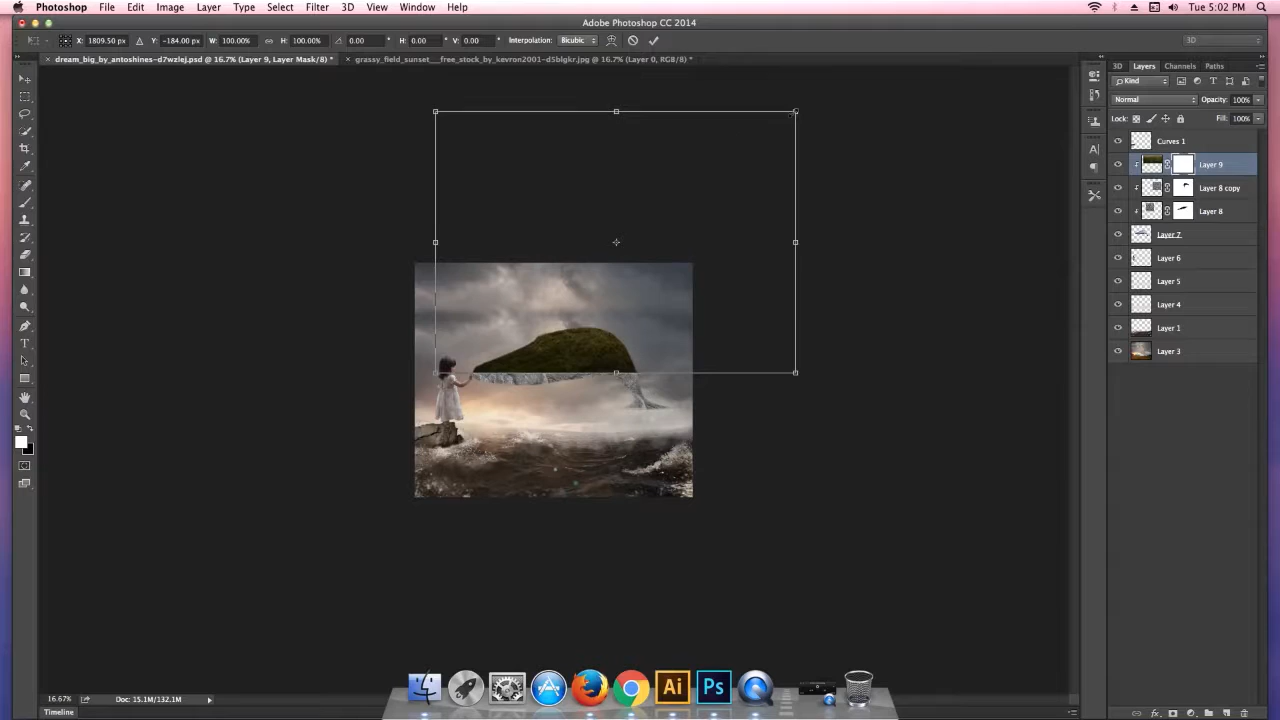 Photoshop File Edit Image Layer Type Select Filter 3D View Window Help Tue 5:02 PM
Adobe Photoshop CC 2014
X: 1809.50 px Y: -184.00 px W: 100.00% H: 100.00% 0.00 ° H: 0.00 ° V: 0.00 ° Interpolation: Bicubic 3D
× dream_big_by_antoshines-d7wzlej.psd @ 16.7% (Layer 9, Layer Mask/8) * × grassy_field_sunset___free_stock_by_kevron2001-d5blgkr.jpg @ 16.7% (Layer 0, RGB/8) *
3D Layers Channels Paths
Kind
Normal Opacity: 100%
Lock: Fill: 100%
Curves 1
Layer 9
Layer 8 copy
Layer 8
Layer 7
Layer 6
Layer 5
Layer 4
Layer 1
Layer 3
Ai Ps
16.67% Doc: 15.1M/132.1M
Timeline